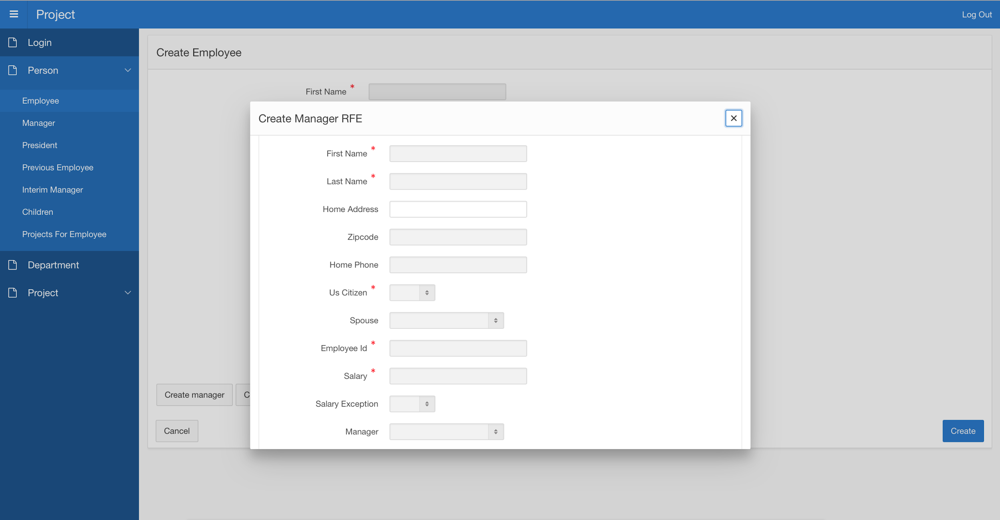 Project
Log Out
Login
Person
Employee
Manager
President
Previous Employee
Interim Manager
Children
Projects For Employee
Department
Project
Create Employee
First Name *
Create Manager RFE
First Name *
Last Name *
Home Address
Zipcode
Home Phone
Us Citizen *
Spouse
Employee Id *
Salary *
Salary Exception
Manager
Create manager
C
Cancel
Create